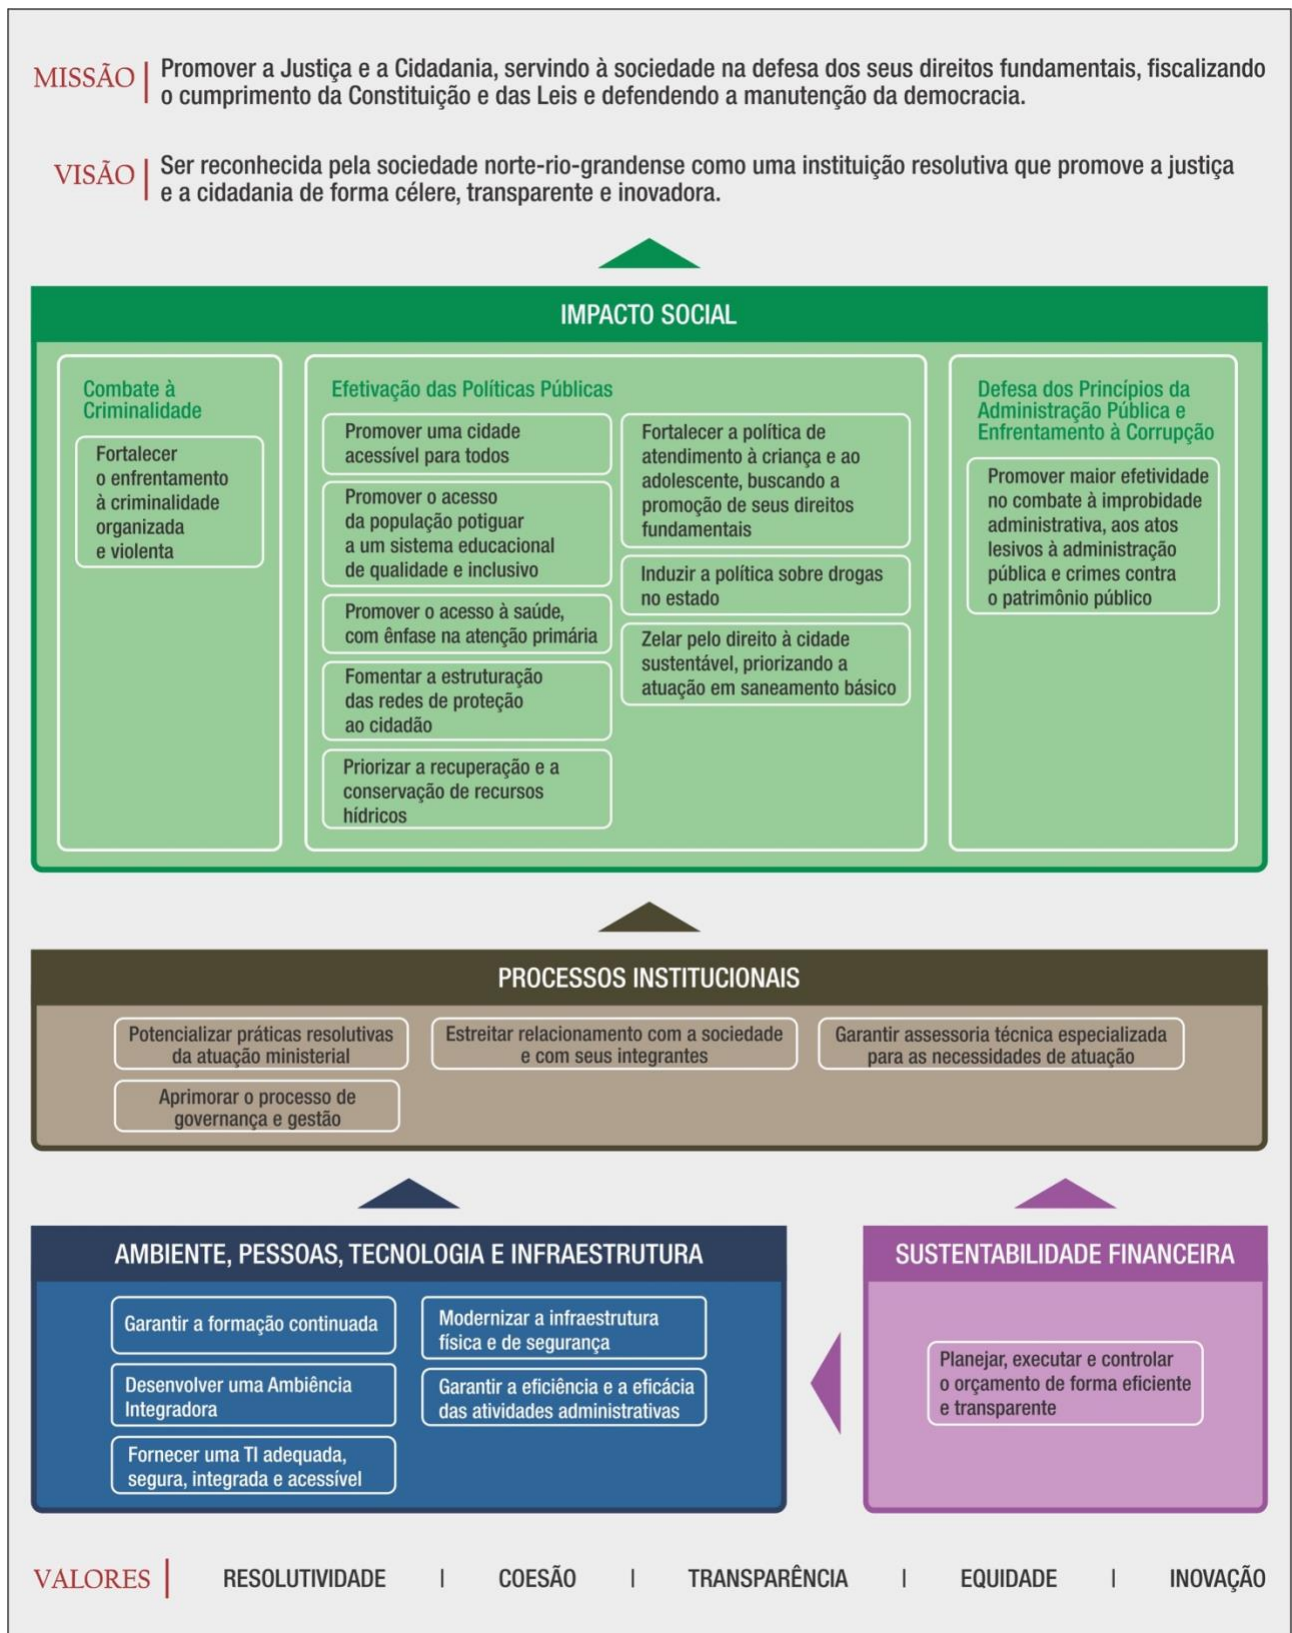 MISSÃO
Promover a Justiça e a Cidadania, servindo à sociedade na defesa dos seus direitos fundamentais, fiscalizando
o cumprimento da Constituição e das Leis e defendendo a manutenção da democracia.
VISÃO
Ser reconhecida pela sociedade norte-rio-grandense como uma instituição resolutiva que promove a justiça
e a cidadania de forma célere, transparente e inovadora.
IMPACTO SOCIAL
Combate à
Criminalidade
Fortalecer
o enfrentamento
à criminalidade
organizada
e violenta
Efetivação das Políticas Públicas
Promover uma cidade
acessível para todos
Promover o acesso
da população potiguar
a um sistema educacional
de qualidade e inclusivo
Promover o acesso à saúde,
com ênfase na atenção primária
Fomentar a estruturação
das redes de proteção
ao cidadão
Priorizar a recuperação e a
conservação de recursos
hídricos
Fortalecer a política de
atendimento à criança e ao
adolescente, buscando a
promoção de seus direitos
fundamentais
Induzir a política sobre drogas
no estado
Zelar pelo direito à cidade
sustentável, priorizando a
atuação em saneamento básico
Defesa dos Princípios da
Administração Pública e
Enfrentamento à Corrupção
Promover maior efetividade
no combate à improbidade
administrativa, aos atos
lesivos à administração
pública e crimes contra
o patrimônio público
PROCESSOS INSTITUCIONAIS
Potencializar práticas resolutivas
da atuação ministerial
Estreitar relacionamento com a sociedade
e com seus integrantes
Garantir assessoria técnica especializada
para as necessidades de atuação
Aprimorar o processo de
governança e gestão
AMBIENTE, PESSOAS, TECNOLOGIA E INFRAESTRUTURA
Garantir a formação continuada
Desenvolver uma Ambiência
Integradora
Fornecer uma TI adequada,
segura, integrada e acessível
Modernizar a infraestrutura
física e de segurança
Garantir a eficiência e a eficácia
das atividades administrativas
SUSTENTABILIDADE FINANCEIRA
Planejar, executar e controlar
o orçamento de forma eficiente
e transparente
VALORES
RESOLUTIVIDADE | COESÃO | TRANSPARÊNCIA | EQUIDADE | INOVAÇÃO